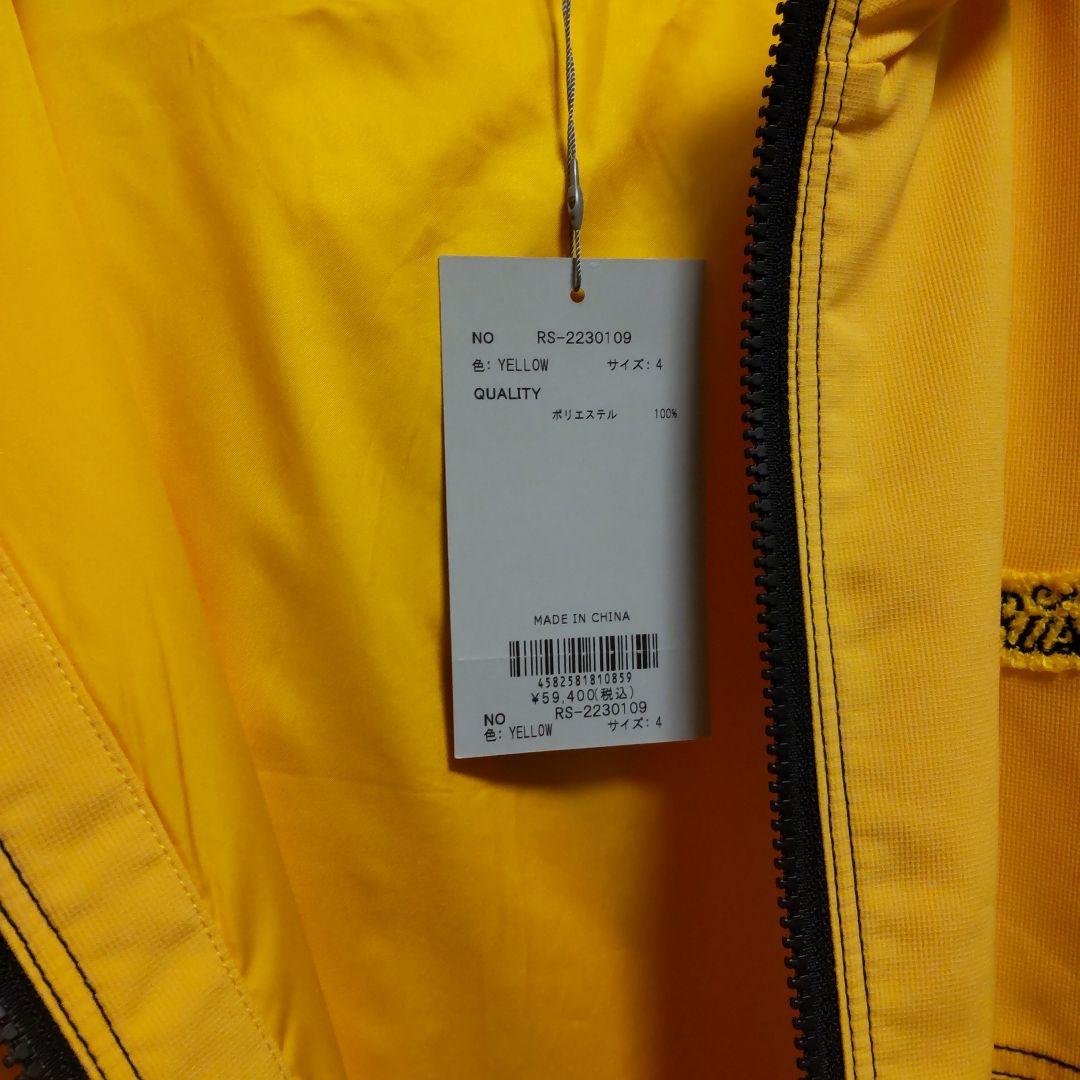 NO RS-2230109
色: YELLOW サイズ: 4
QUALITY
ポリエステル 100%
MADE IN CHINA
4582581810859
¥59,400(税込)
NO RS-2230109
色: YELLOW サイズ: 4